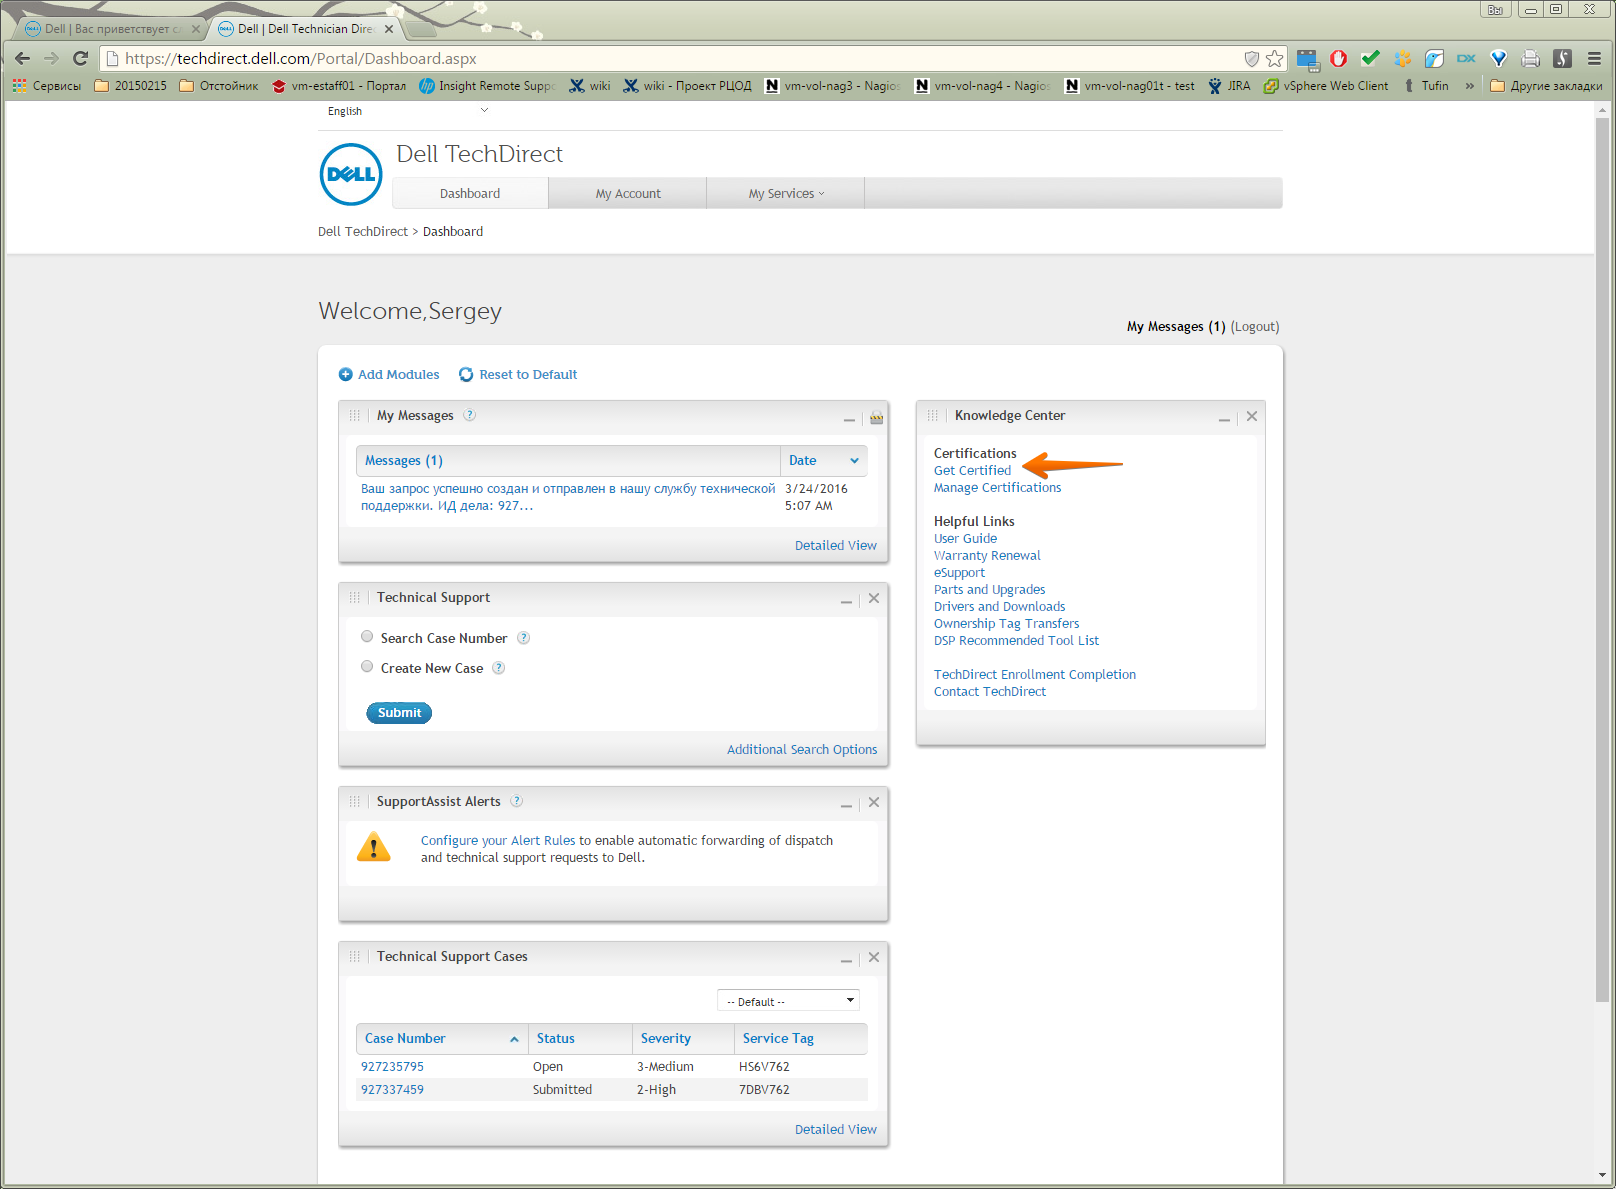 Вы
Dell | Вас приветствует с
Dell | Dell Technician Dire
https://techdirect.dell.com/Portal/Dashboard.aspx
Сервисы 20150215 Отстойник vm-estaff01 - Портал Insight Remote Supp wiki wiki - Проект РЦОД vm-vol-nag3 - Nagios vm-vol-nag4 - Nagios vm-vol-nag01t - test JIRA vSphere Web Client Tufin » Другие закладки
English
DELL
Dell TechDirect
Dashboard My Account My Services
Dell TechDirect > Dashboard
Welcome,Sergey
My Messages (1) (Logout)
Add Modules Reset to Default
My Messages ?
Messages (1) Date
Ваш запрос успешно создан и отправлен в нашу службу технической 3/24/2016
поддержки. ИД дела: 927... 5:07 AM
Detailed View
Technical Support
Search Case Number ?
Create New Case ?
Submit
Additional Search Options
SupportAssist Alerts ?
Configure your Alert Rules to enable automatic forwarding of dispatch
and technical support requests to Dell.
Technical Support Cases
-- Default --
Case Number Status Severity Service Tag
927235795 Open 3-Medium HS6V762
927337459 Submitted 2-High 7DBV762
Detailed View
Knowledge Center
Certifications
Get Certified
Manage Certifications
Helpful Links
User Guide
Warranty Renewal
eSupport
Parts and Upgrades
Drivers and Downloads
Ownership Tag Transfers
DSP Recommended Tool List
TechDirect Enrollment Completion
Contact TechDirect